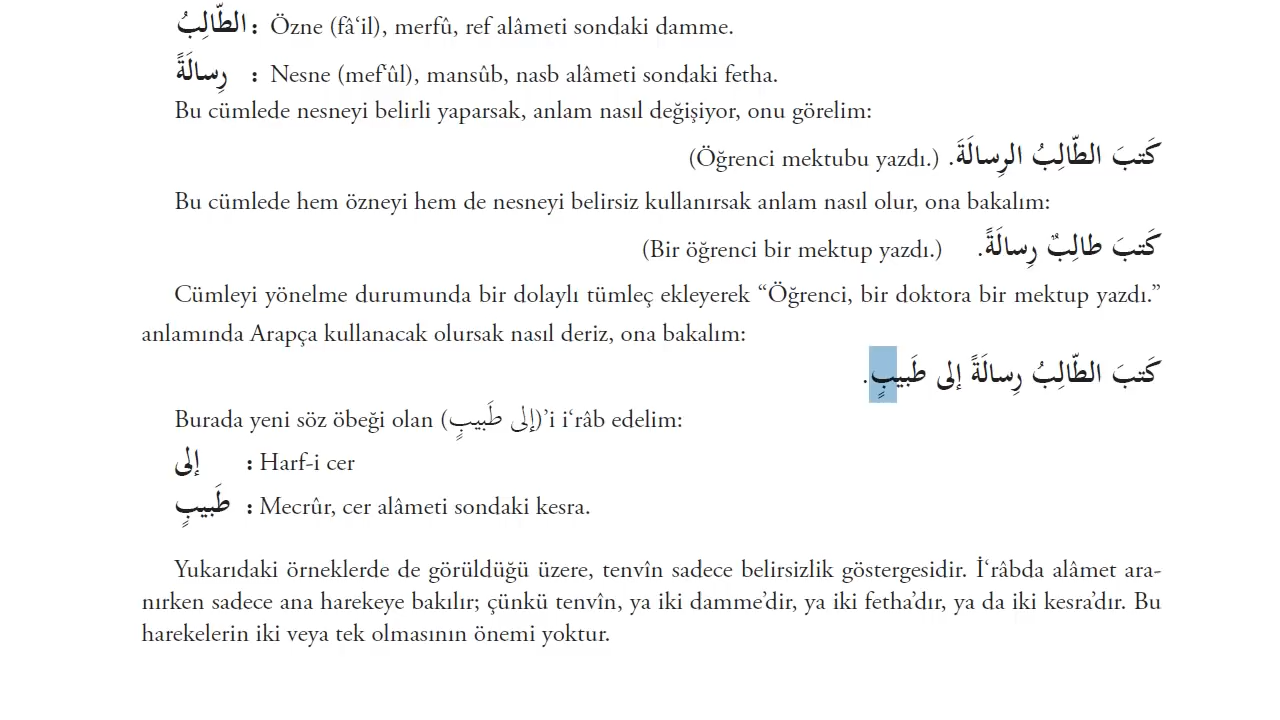 الطّالِبُ : Özne (fâ‘il), merfû, ref alâmeti sondaki damme.
رِسالَةً : Nesne (mef‘ûl), mansûb, nasb alâmeti sondaki fetha.
Bu cümlede nesneyi belirli yaparsak, anlam nasıl değişiyor, onu görelim:
كَتبَ الطّالِبُ الرِسالَةَ. (Öğrenci mektubu yazdı.)
Bu cümlede hem özneyi hem de nesneyi belirsiz kullanırsak anlam nasıl olur, ona bakalım:
كَتبَ طالِبٌ رِسالَةً. (Bir öğrenci bir mektup yazdı.)
Cümleyi yönelme durumunda bir dolaylı tümleç ekleyerek “Öğrenci, bir doktora bir mektup yazdı.”
anlamında Arapça kullanacak olursak nasıl deriz, ona bakalım:
كَتبَ الطّالِبُ رِسالَةً إلى طَبيبٍ.
Burada yeni söz öbeği olan (إلى طَبيبٍ)’i i‘râb edelim:
إلى : Harf-i cer
طَبيبٍ : Mecrûr, cer alâmeti sondaki kesra.
Yukarıdaki örneklerde de görüldüğü üzere, tenvîn sadece belirsizlik göstergesidir. İ‘râbda alâmet ara-
nırken sadece ana harekeye bakılır; çünkü tenvîn, ya iki damme’dir, ya iki fetha’dır, ya da iki kesra’dır. Bu
harekelerin iki veya tek olmasının önemi yoktur.